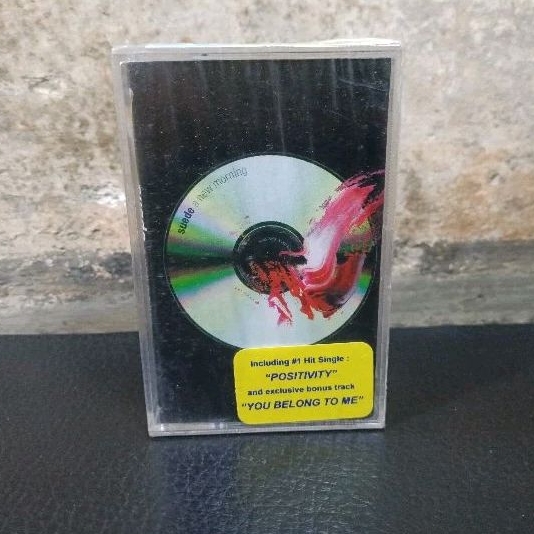 suede a new morning
Including #1 Hit Single :
"POSITIVITY"
and exclusive bonus track
"YOU BELONG TO ME"